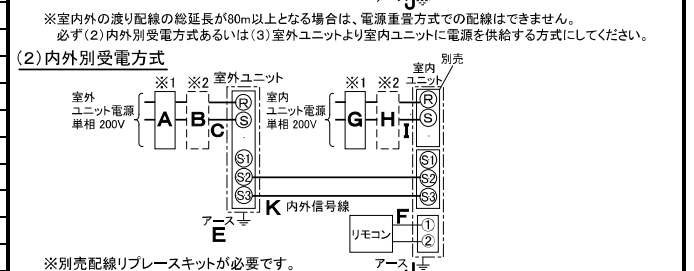 ※室内外の渡り配線の総延長が80m以上となる場合は、電源重畳方式での配線はできません。
必ず(2)内外別受電方式あるいは(3)室外ユニットより室内ユニットに電源を供給する方式にしてください。
(2)内外別受電方式
別売
※1 ※2 室外ユニット
※1 ※2 室内ユニット
室外
ユニット電源
単相 200V
A
B
C
R
S
室内
ユニット電源
単相 200V
G
H
I
R
S
S1
S2
S3
S1
S2
S3
K 内外信号線
アース
E
リモコン
F
①
②
アース
※別売配線リプレースキットが必要です。